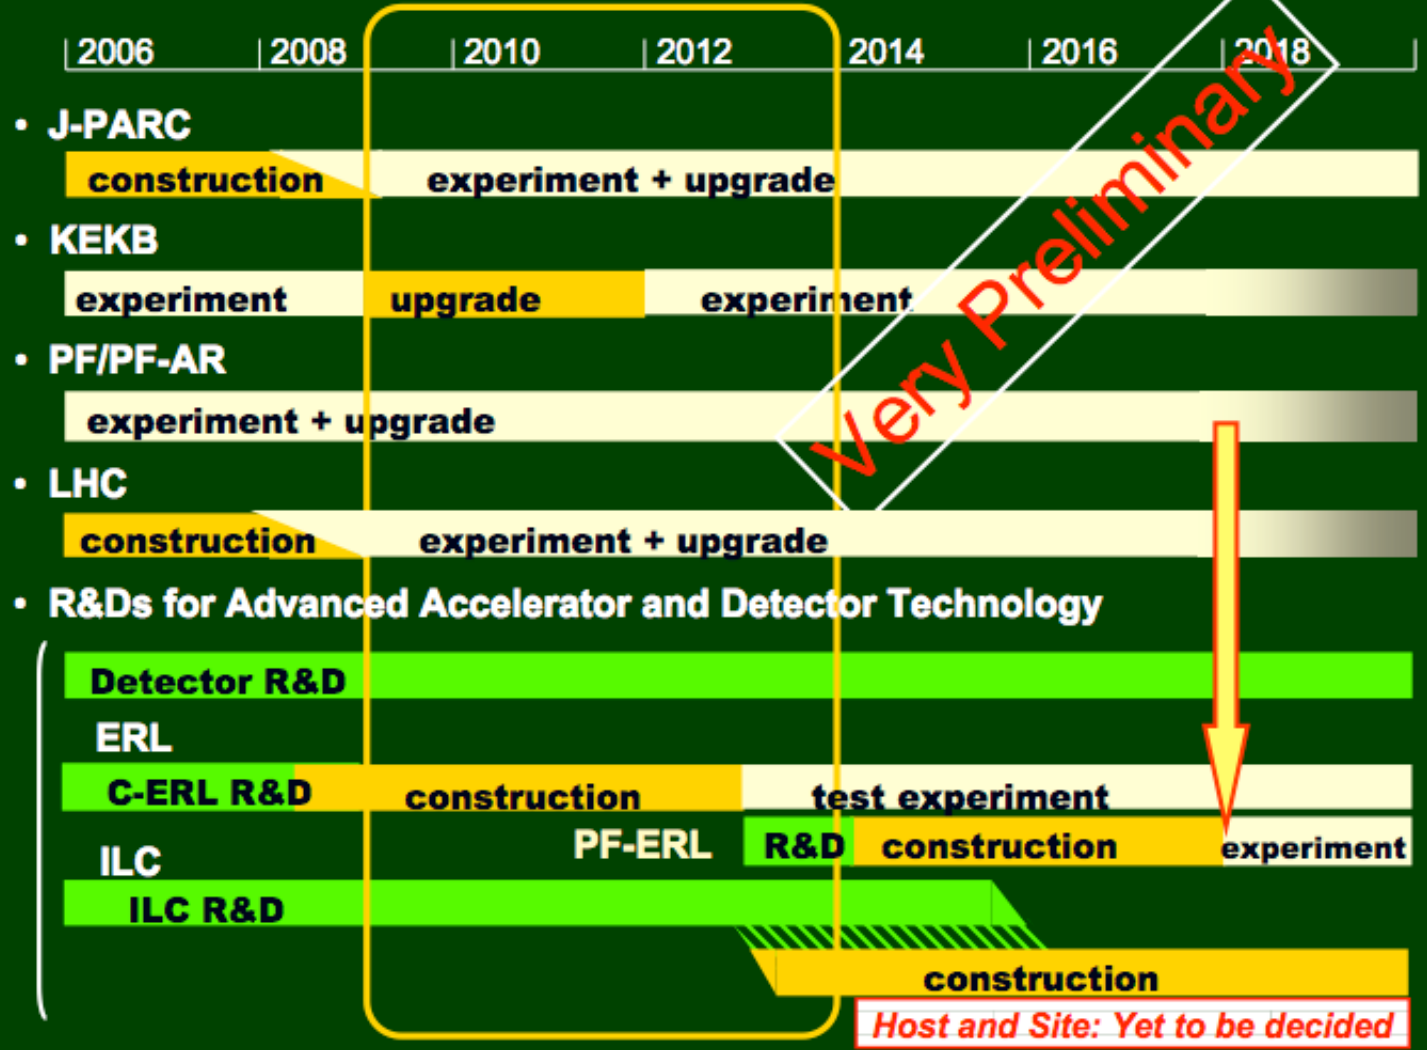 2006 2008 2010 2012 2014 2016 2018
• J-PARC
construction experiment + upgrade
• KEKB
experiment upgrade experiment
• PF/PF-AR
experiment + upgrade
• LHC
construction experiment + upgrade
Very Preliminary
• R&Ds for Advanced Accelerator and Detector Technology
Detector R&D
ERL
C-ERL R&D construction test experiment
PF-ERL R&D construction experiment
ILC
ILC R&D
construction
Host and Site: Yet to be decided